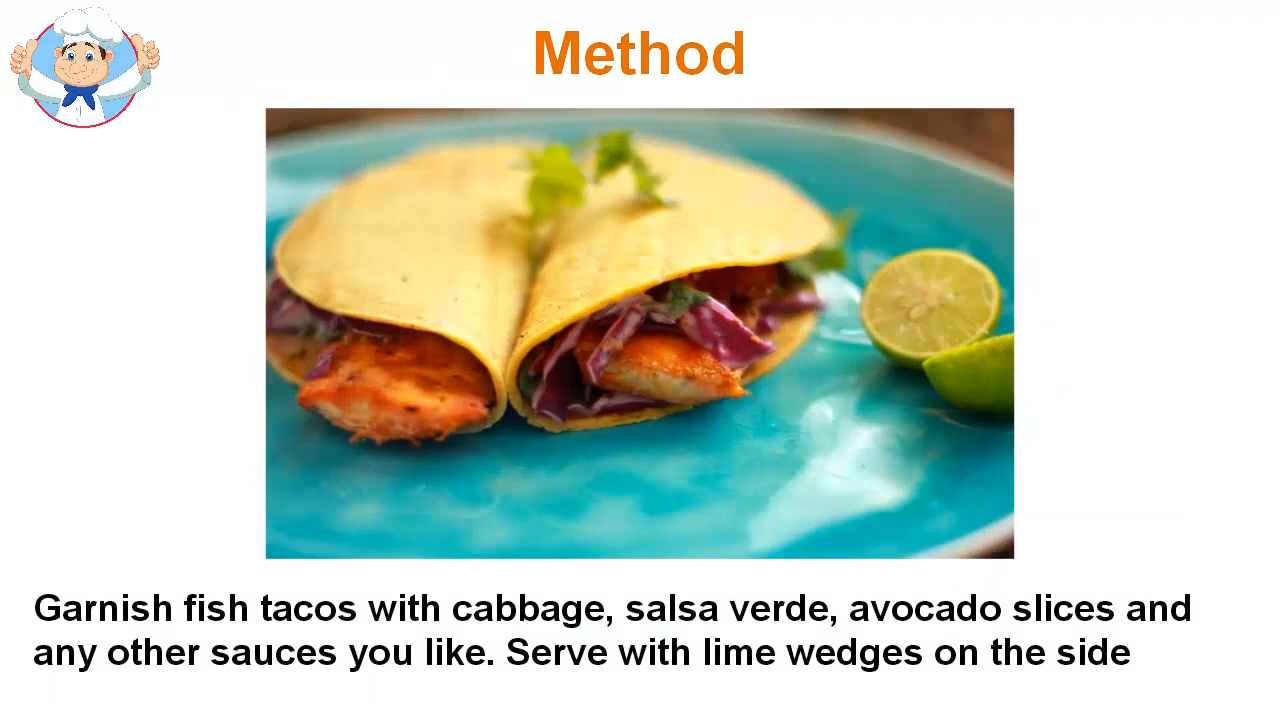 Method
Garnish fish tacos with cabbage, salsa verde, avocado slices and
any other sauces you like. Serve with lime wedges on the side